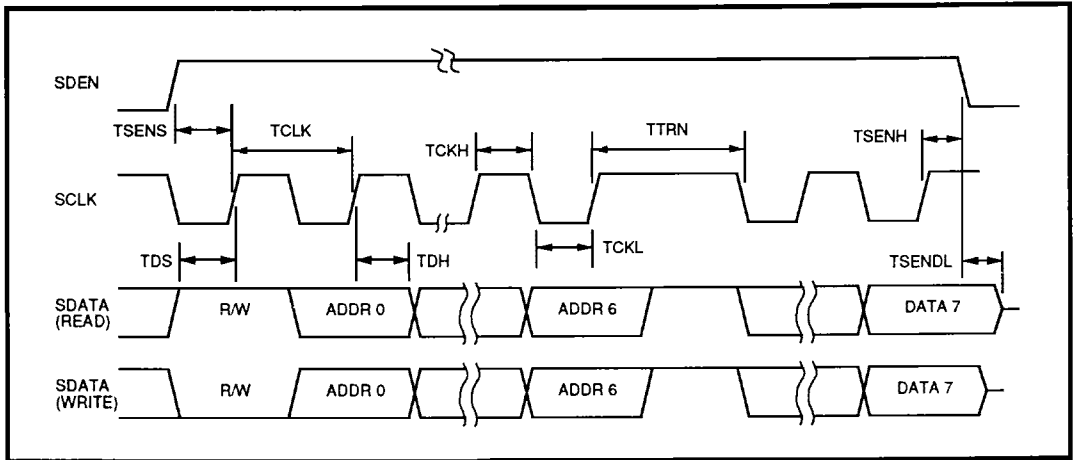 SDEN
TSENS
TCLK
TCKH
TTRN
TSENH
SCLK
TDS
TDH
TCKL
TSENDL
SDATA
(READ)
R/W
ADDR 0
ADDR 6
DATA 7
SDATA
(WRITE)
R/W
ADDR 0
ADDR 6
DATA 7